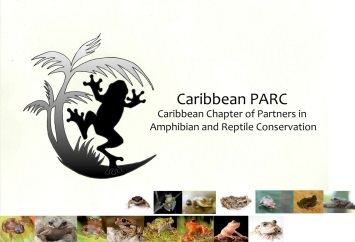 Caribbean PARC
Caribbean Chapter of Partners in
Amphibian and Reptile Conservation